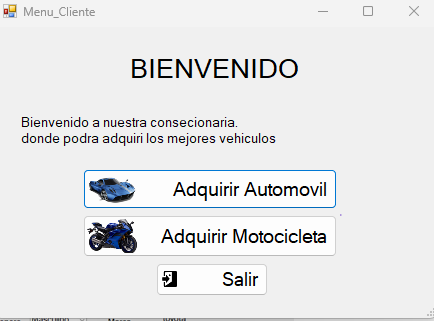 Menu_Cliente
BIENVENIDO
Bienvenido a nuestra consecionaria.
donde podra adquiri los mejores vehiculos
Adquirir Automovil
Adquirir Motocicleta
Salir